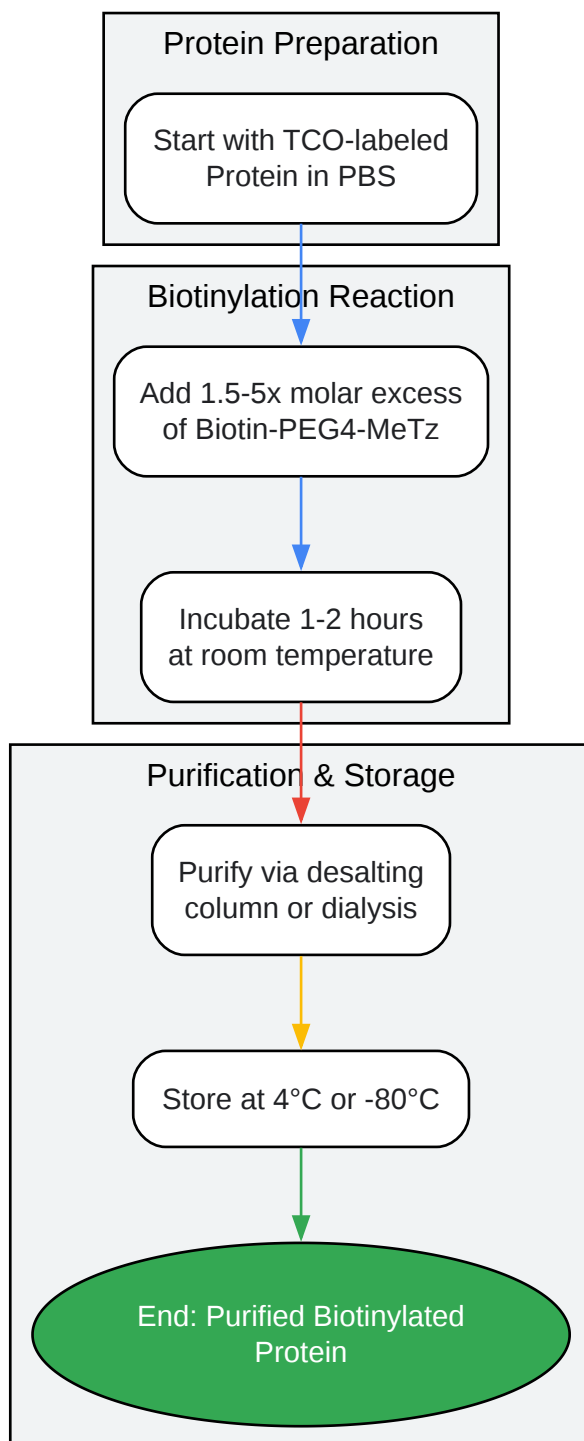 Protein Preparation
Start with TCO-labeled
Protein in PBS
Biotinylation Reaction
Add 1.5-5x molar excess
of Biotin-PEG4-MeTz
Incubate 1-2 hours
at room temperature
Purification & Storage
Purify via desalting
column or dialysis
Store at 4°C or -80°C
End: Purified Biotinylated
Protein